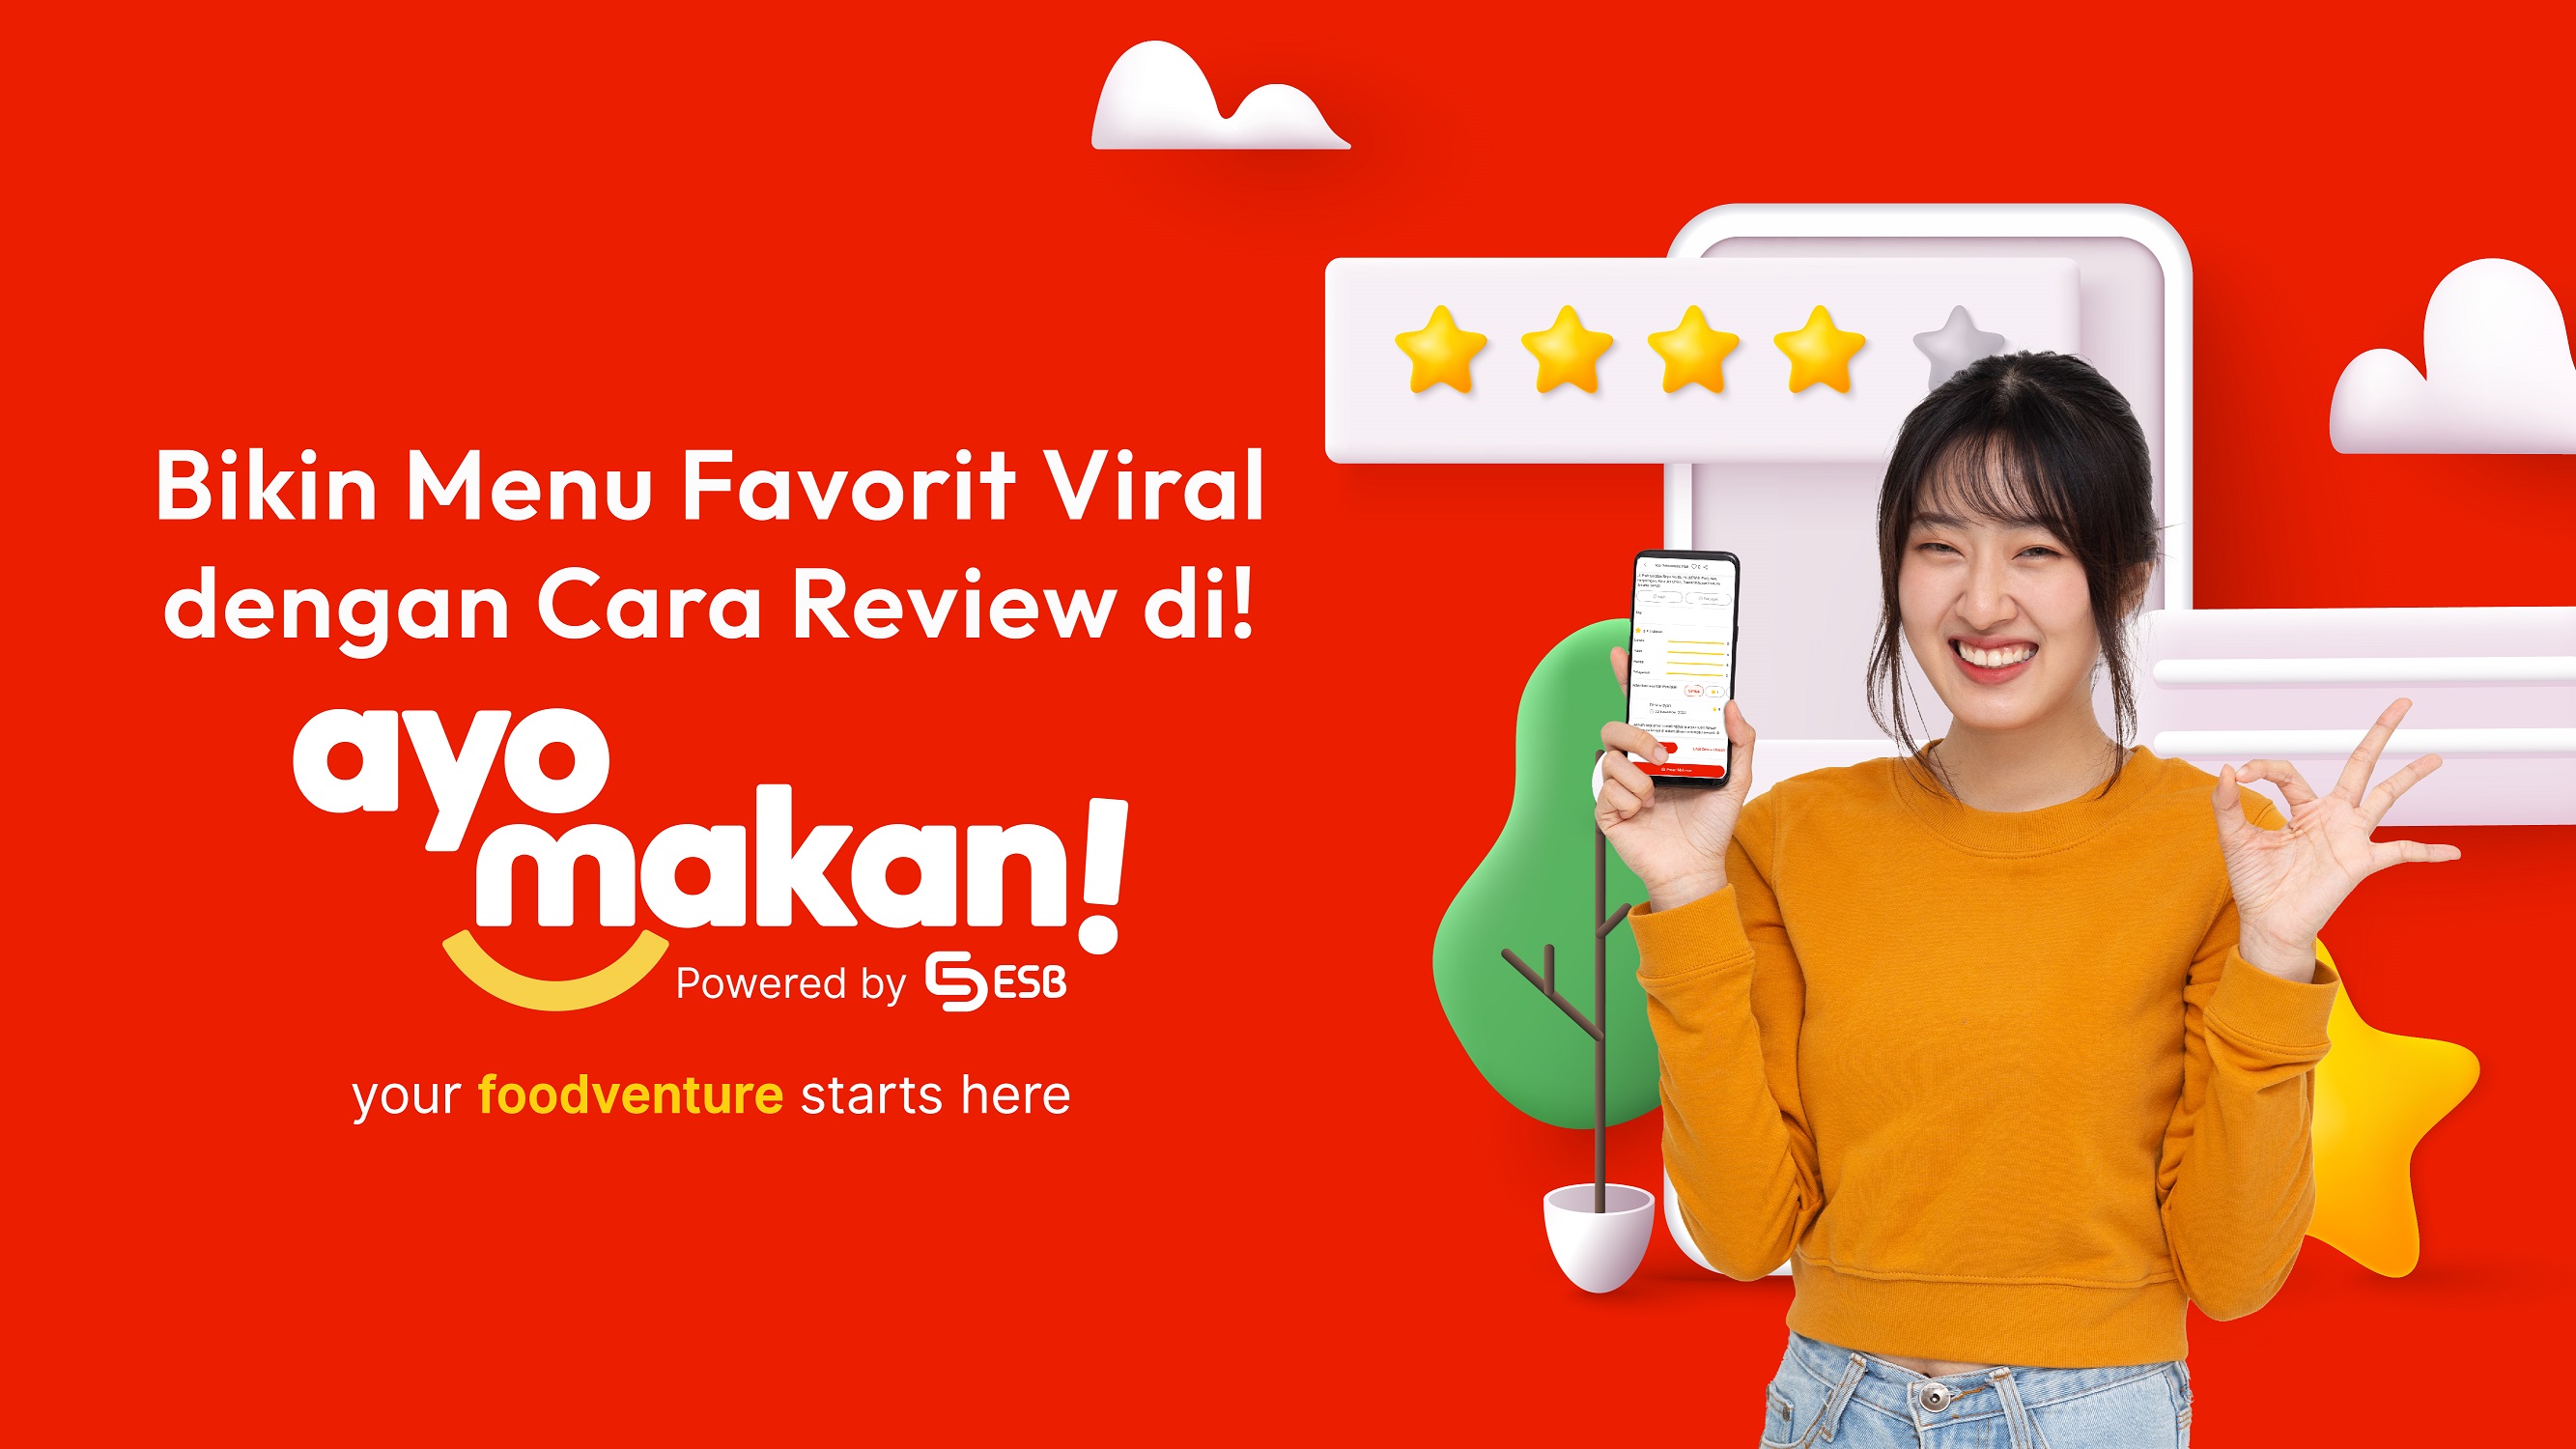 Bikin Menu Favorit Viral
dengan Cara Review di!
ayo
makan!
Powered by ESB
your foodventure starts here